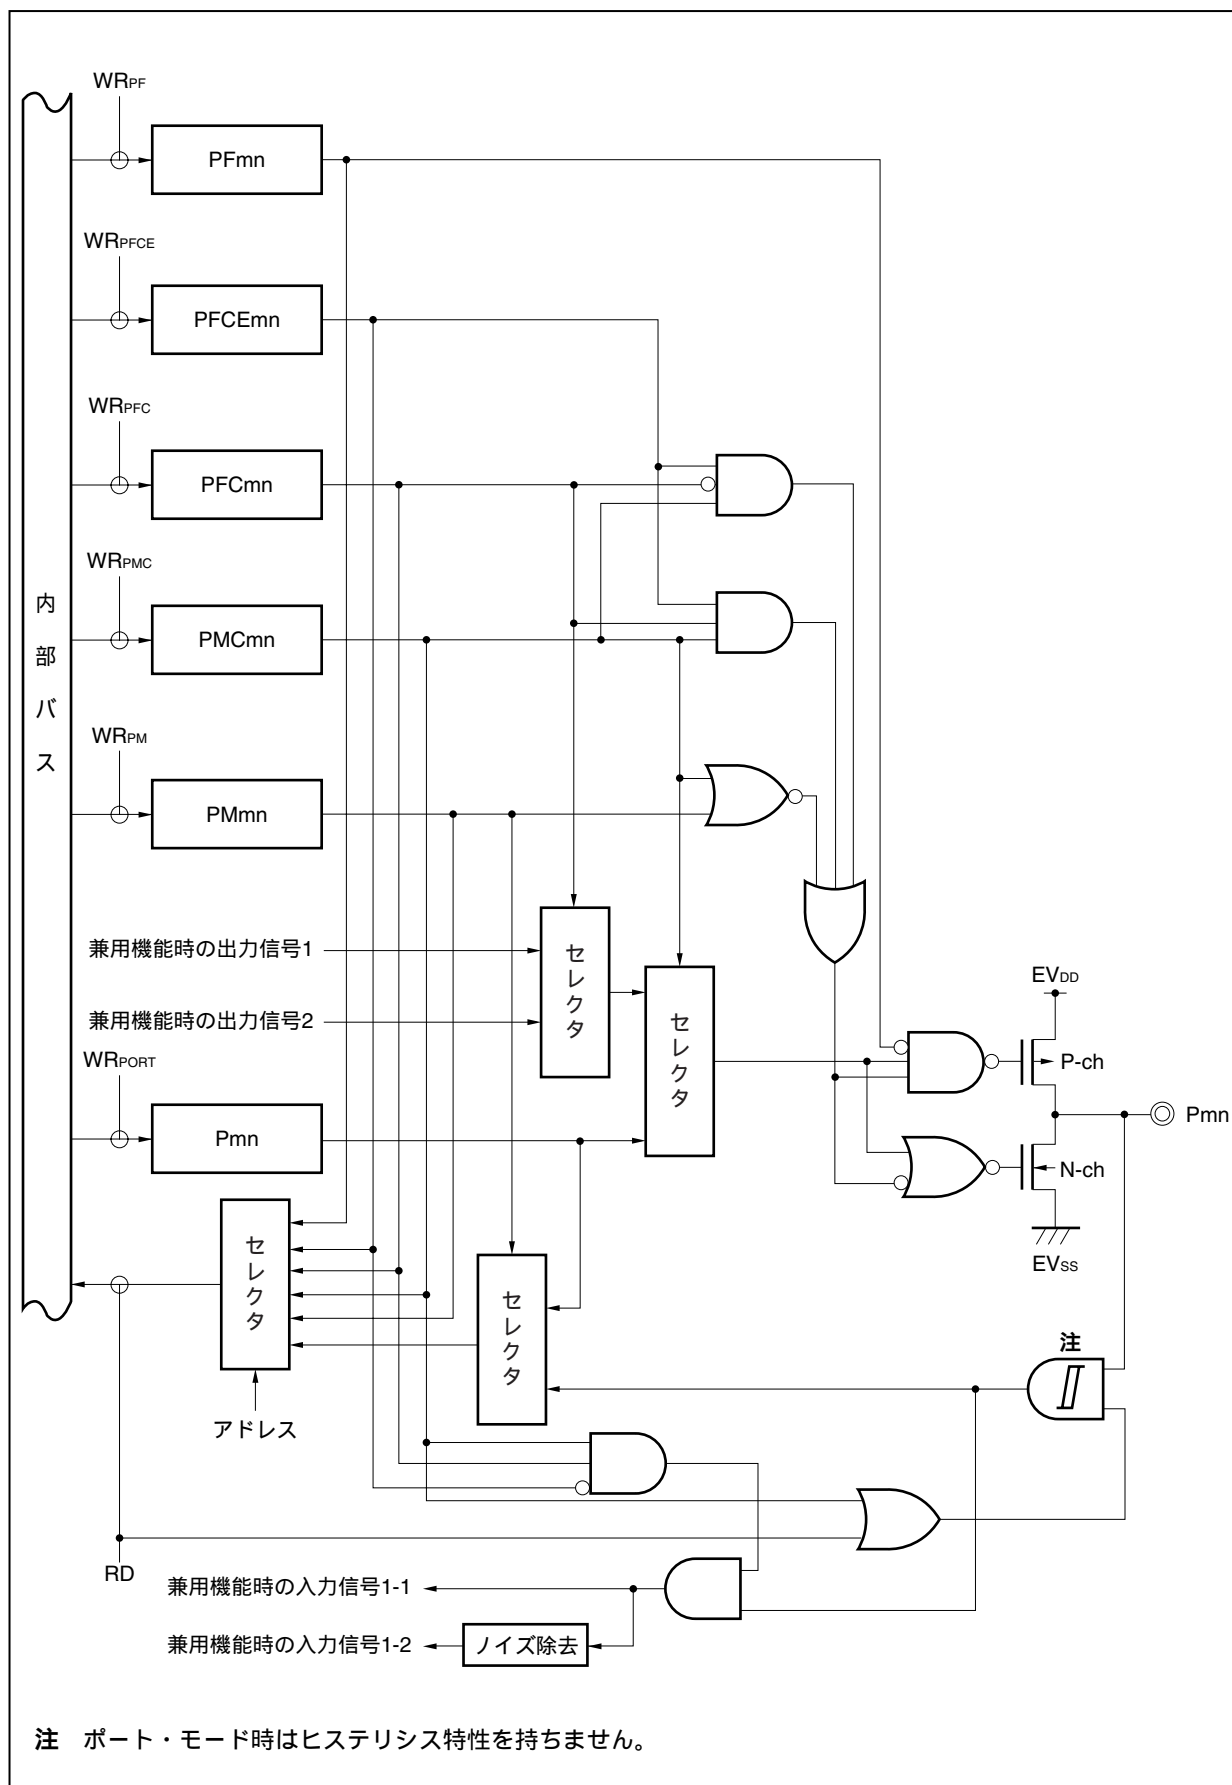 WRPF
PFmn
WRPFCE
PFCEmn
WRPFC
PFCmn
WRPMC
PMCmn
内部バス
WRPM
PMmn
兼用機能時の出力信号1
セレクタ
兼用機能時の出力信号2
セレクタ
EVDD
P-ch
WRPORT
Pmn
Pmn
N-ch
EVSS
セレクタ
セレクタ
注
アドレス
RD
兼用機能時の入力信号1-1
兼用機能時の入力信号1-2
ノイズ除去
注 ポート・モード時はヒステリシス特性を持ちません。